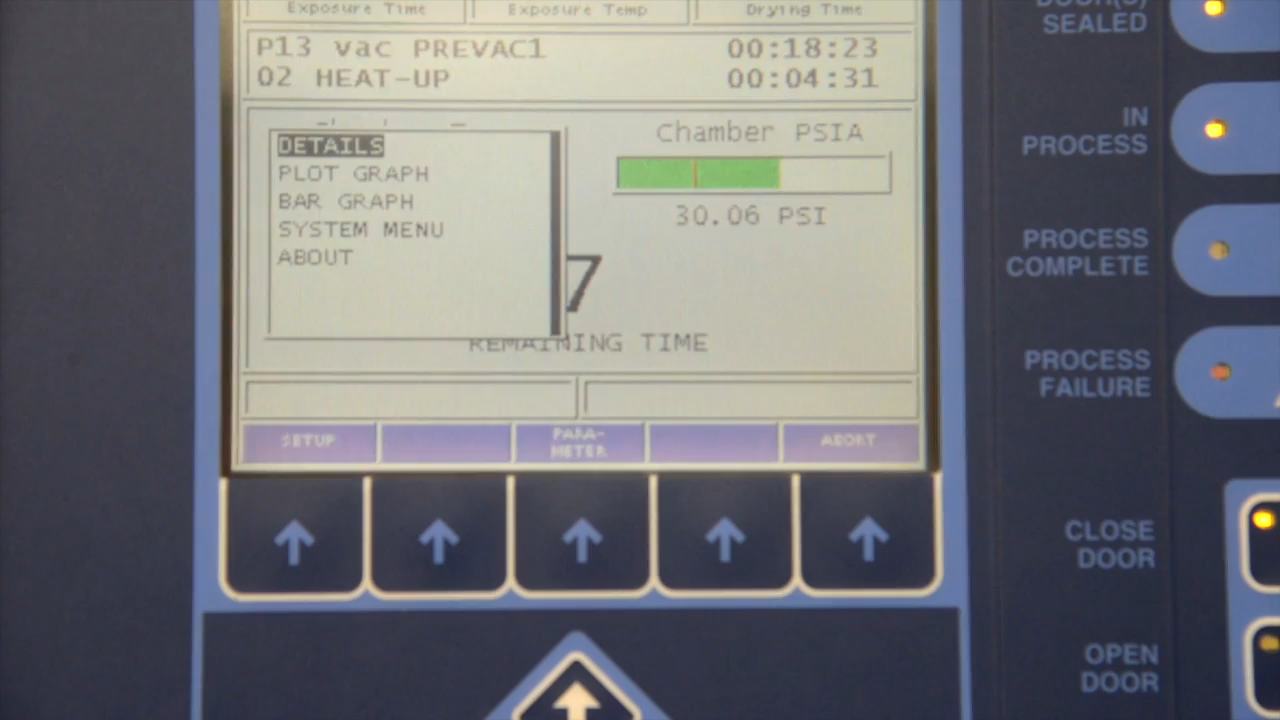 Exposure Time Exposure Temp Drying Time
P13 vac PREVAC1 00:18:23
02 HEAT-UP 00:04:31
DETAILS
PLOT GRAPH
BAR GRAPH
SYSTEM MENU
ABOUT
Chamber PSIA
30.06 PSI
7
REMAINING TIME
SETUP
PARA-
METER
ABORT
SEALED
IN
PROCESS
PROCESS
COMPLETE
PROCESS
FAILURE
CLOSE
DOOR
OPEN
DOOR